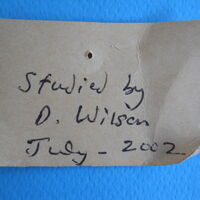 Studied by
D. Wilson
July - 2002.